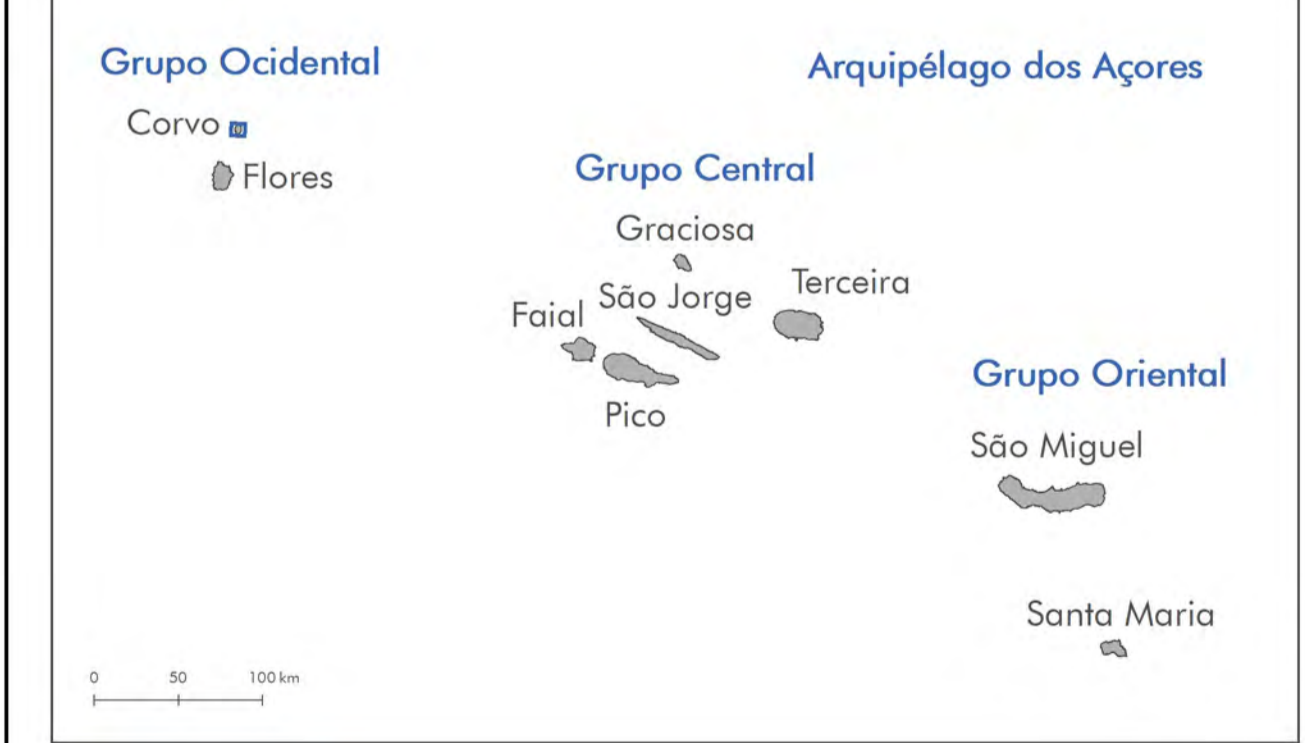 Grupo Ocidental
Arquipélago dos Açores
Corvo
Flores
Grupo Central
Graciosa
Terceira
São Jorge
Faial
Pico
Grupo Oriental
São Miguel
Santa Maria
0 50 100 km